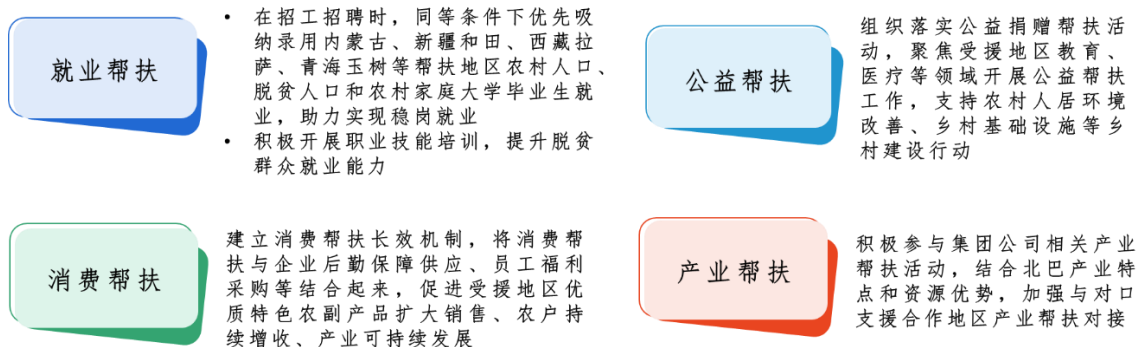 就业帮扶
• 在招工招聘时，同等条件下优先吸
纳录用内蒙古、新疆和田、西藏拉
萨、青海玉树等帮扶地区农村人口、
脱贫人口和农村家庭大学毕业生就
业，助力实现稳岗就业
• 积极开展职业技能培训，提升脱贫
群众就业能力
公益帮扶
组织落实公益捐赠帮扶活
动，聚焦受援地区教育、
医疗等领域开展公益帮扶
工作，支持农村人居环境
改善、乡村基础设施等乡
村建设行动
消费帮扶
建立消费帮扶长效机制，将消费帮
扶与企业后勤保障供应、员工福利
采购等结合起来，促进受援地区优
质特色农副产品扩大销售、农户持
续增收、产业可持续发展
产业帮扶
积极参与集团公司相关产业
帮扶活动，结合北巴产业特
点和资源优势，加强与对口
支援合作地区产业帮扶对接